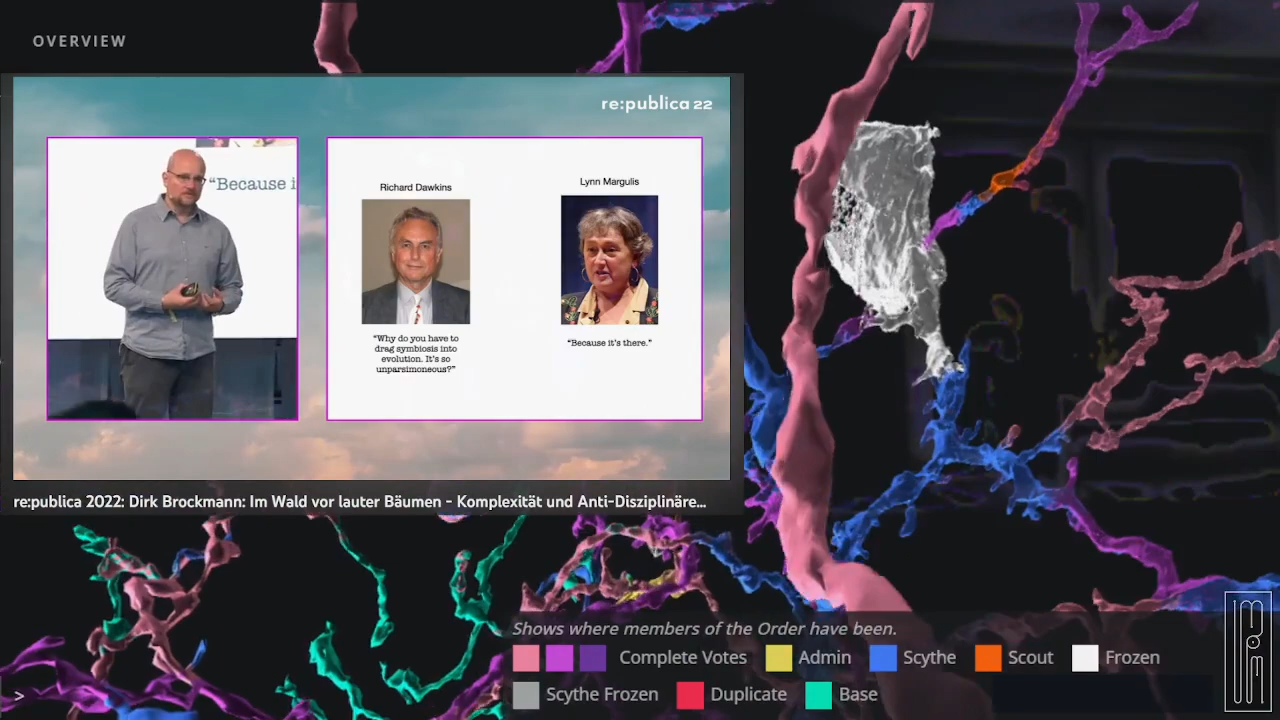 OVERVIEW
re:publica 22
“Because i
Richard Dawkins
Lynn Margulis
“Why do you have to
drag symbiosis into
evolution. It’s so
unparsimoneous?”
“Because it’s there.”
re:publica 2022: Dirk Brockmann: Im Wald vor lauter Bäumen – Komplexität und Anti-Disziplinäre...
Shows where members of the Order have been.
Complete Votes Admin Scythe Scout Frozen
Scythe Frozen Duplicate Base
>